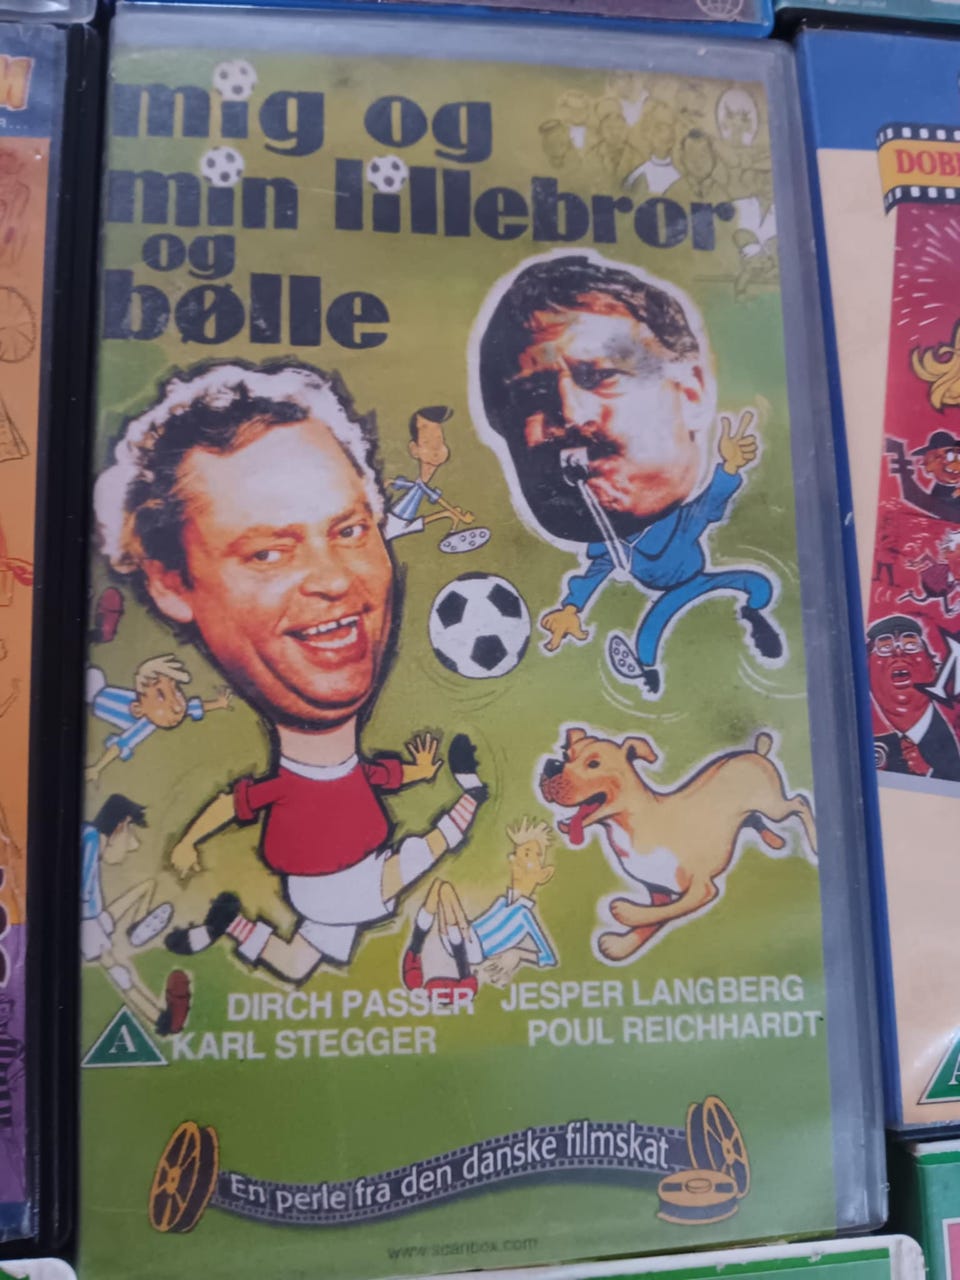 mig og
min lillebror
og
bølle
DIRCH PASSER JESPER LANGBERG
KARL STEGGER POUL REICHHARDT
A
En perle fra den danske filmskat
www.scanbox.com
DOB